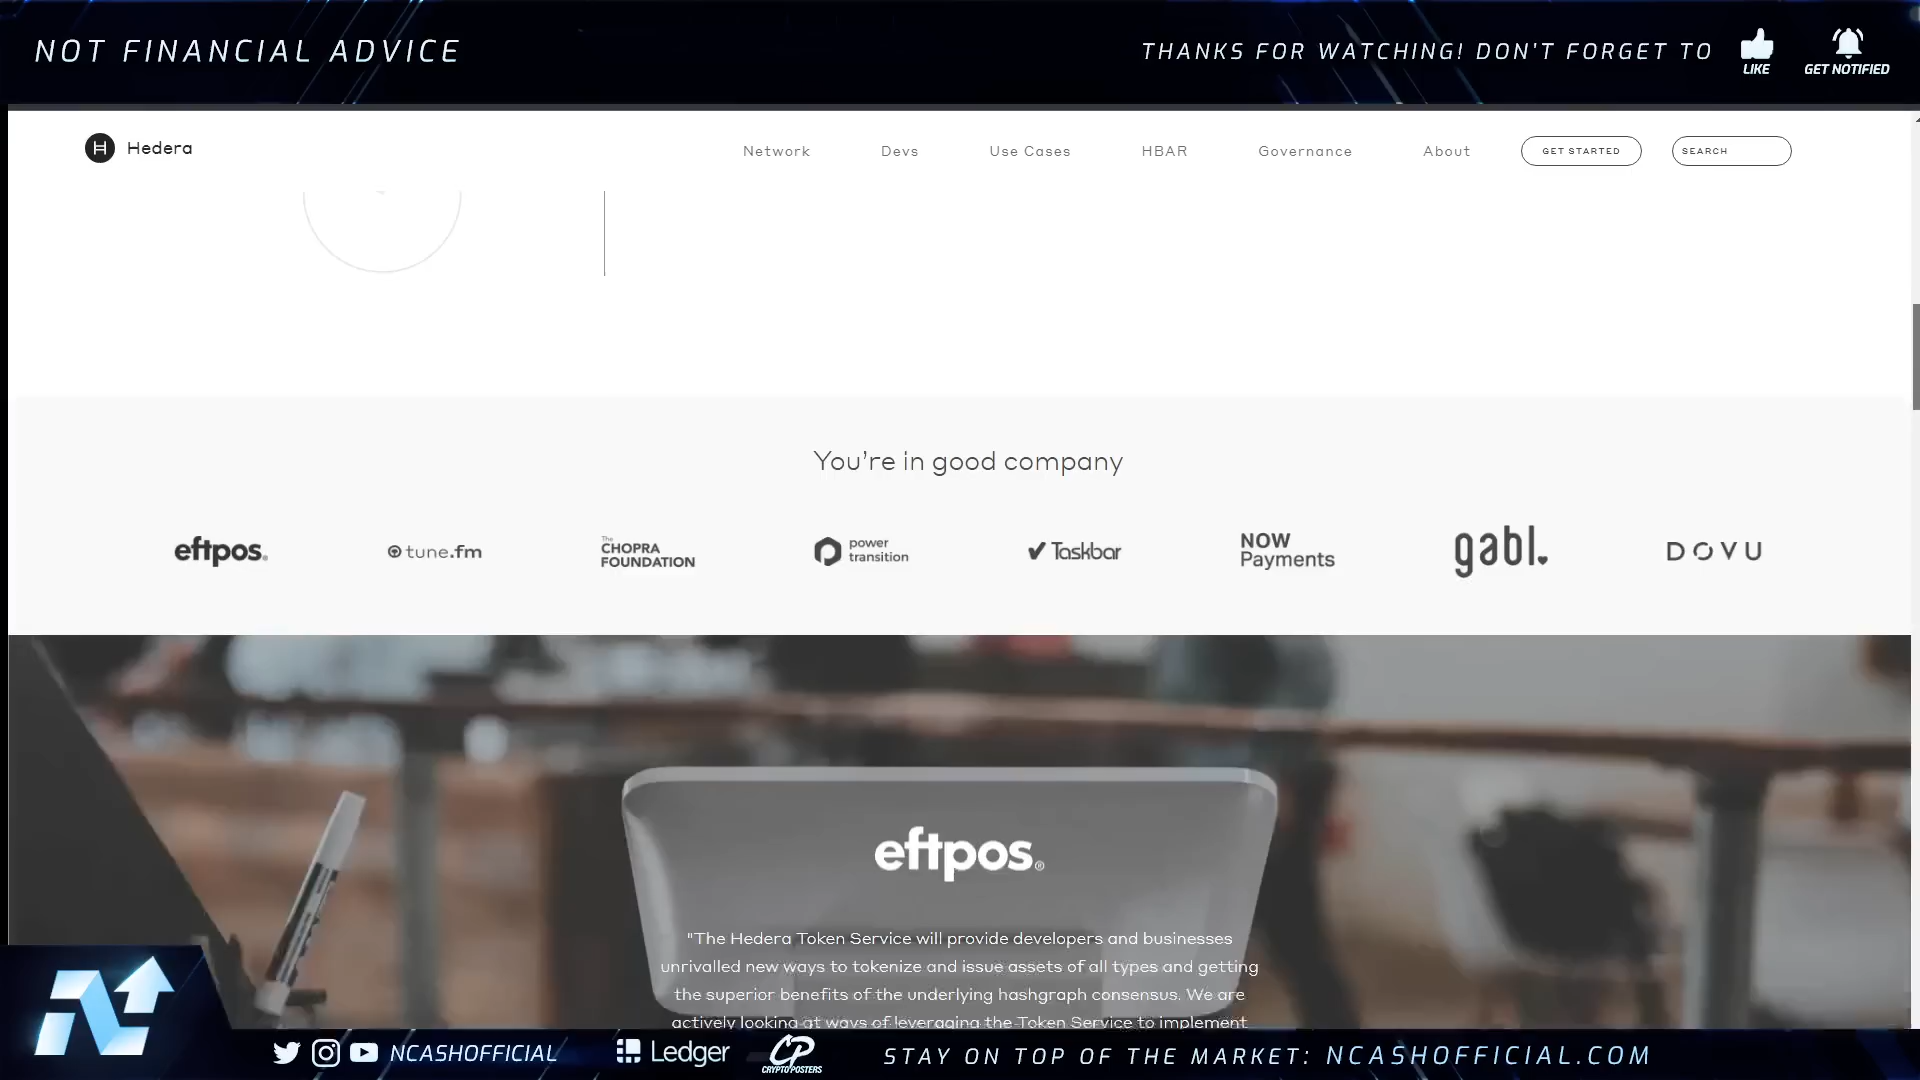 NOT FINANCIAL ADVICE
THANKS FOR WATCHING! DON'T FORGET TO
LIKE
GET NOTIFIED
Hedera
Network Devs Use Cases HBAR Governance About GET STARTED SEARCH
You're in good company
eftpos.
tune.fm
The
CHOPRA
FOUNDATION
power
transition
Taskbar
NOW
Payments
gabl.
DOVU
eftpos.®
"The Hedera Token Service will provide developers and businesses
unrivalled new ways to tokenize and issue assets of all types and getting
the superior benefits of the underlying hashgraph consensus. We are
actively looking at ways of leveraging the Token Service to implement
NCASHOFFICIAL
Ledger
CP
CRYPTOPOSTERS
STAY ON TOP OF THE MARKET: NCASHOFFICIAL.COM